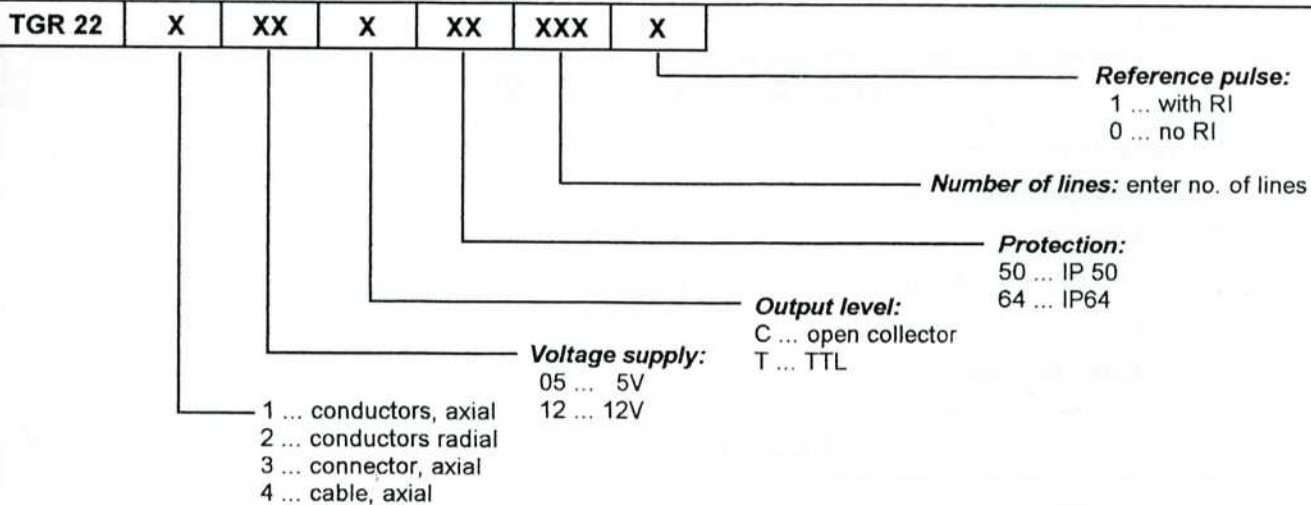 TGR 22 X XX X XX XXX X
Reference pulse:
1 ... with RI
0 ... no RI
Number of lines: enter no. of lines
Protection:
50 ... IP 50
64 ... IP64
Output level:
C ... open collector
T ... TTL
Voltage supply:
05 ... 5V
12 ... 12V
1 ... conductors, axial
2 ... conductors radial
3 ... connector, axial
4 ... cable, axial